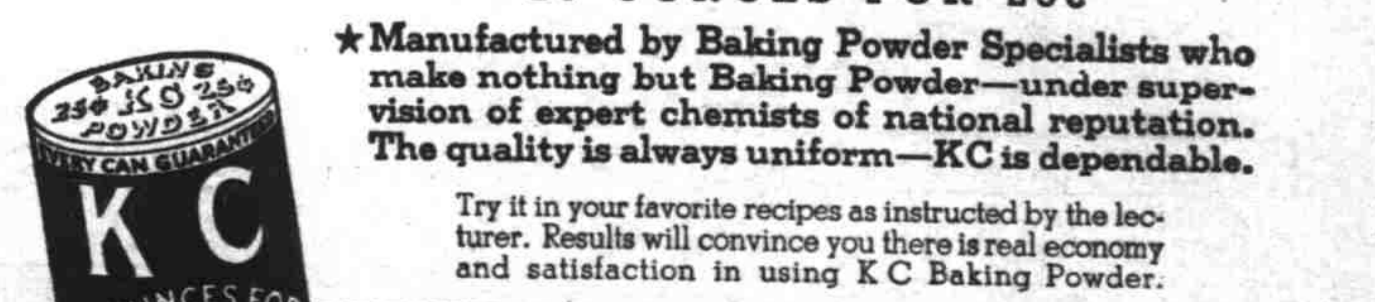 FOR
★Manufactured by Baking Powder Specialists who
make nothing but Baking Powder—under super-
vision of expert chemists of national reputation.
The quality is always uniform—KC is dependable.
Try it in your favorite recipes as instructed by the lec-
turer. Results will convince you there is real economy
and satisfaction in using K C Baking Powder.
BAKING
25¢ KC 25¢
POWDER
EVERY CAN GUARANTEED
K C